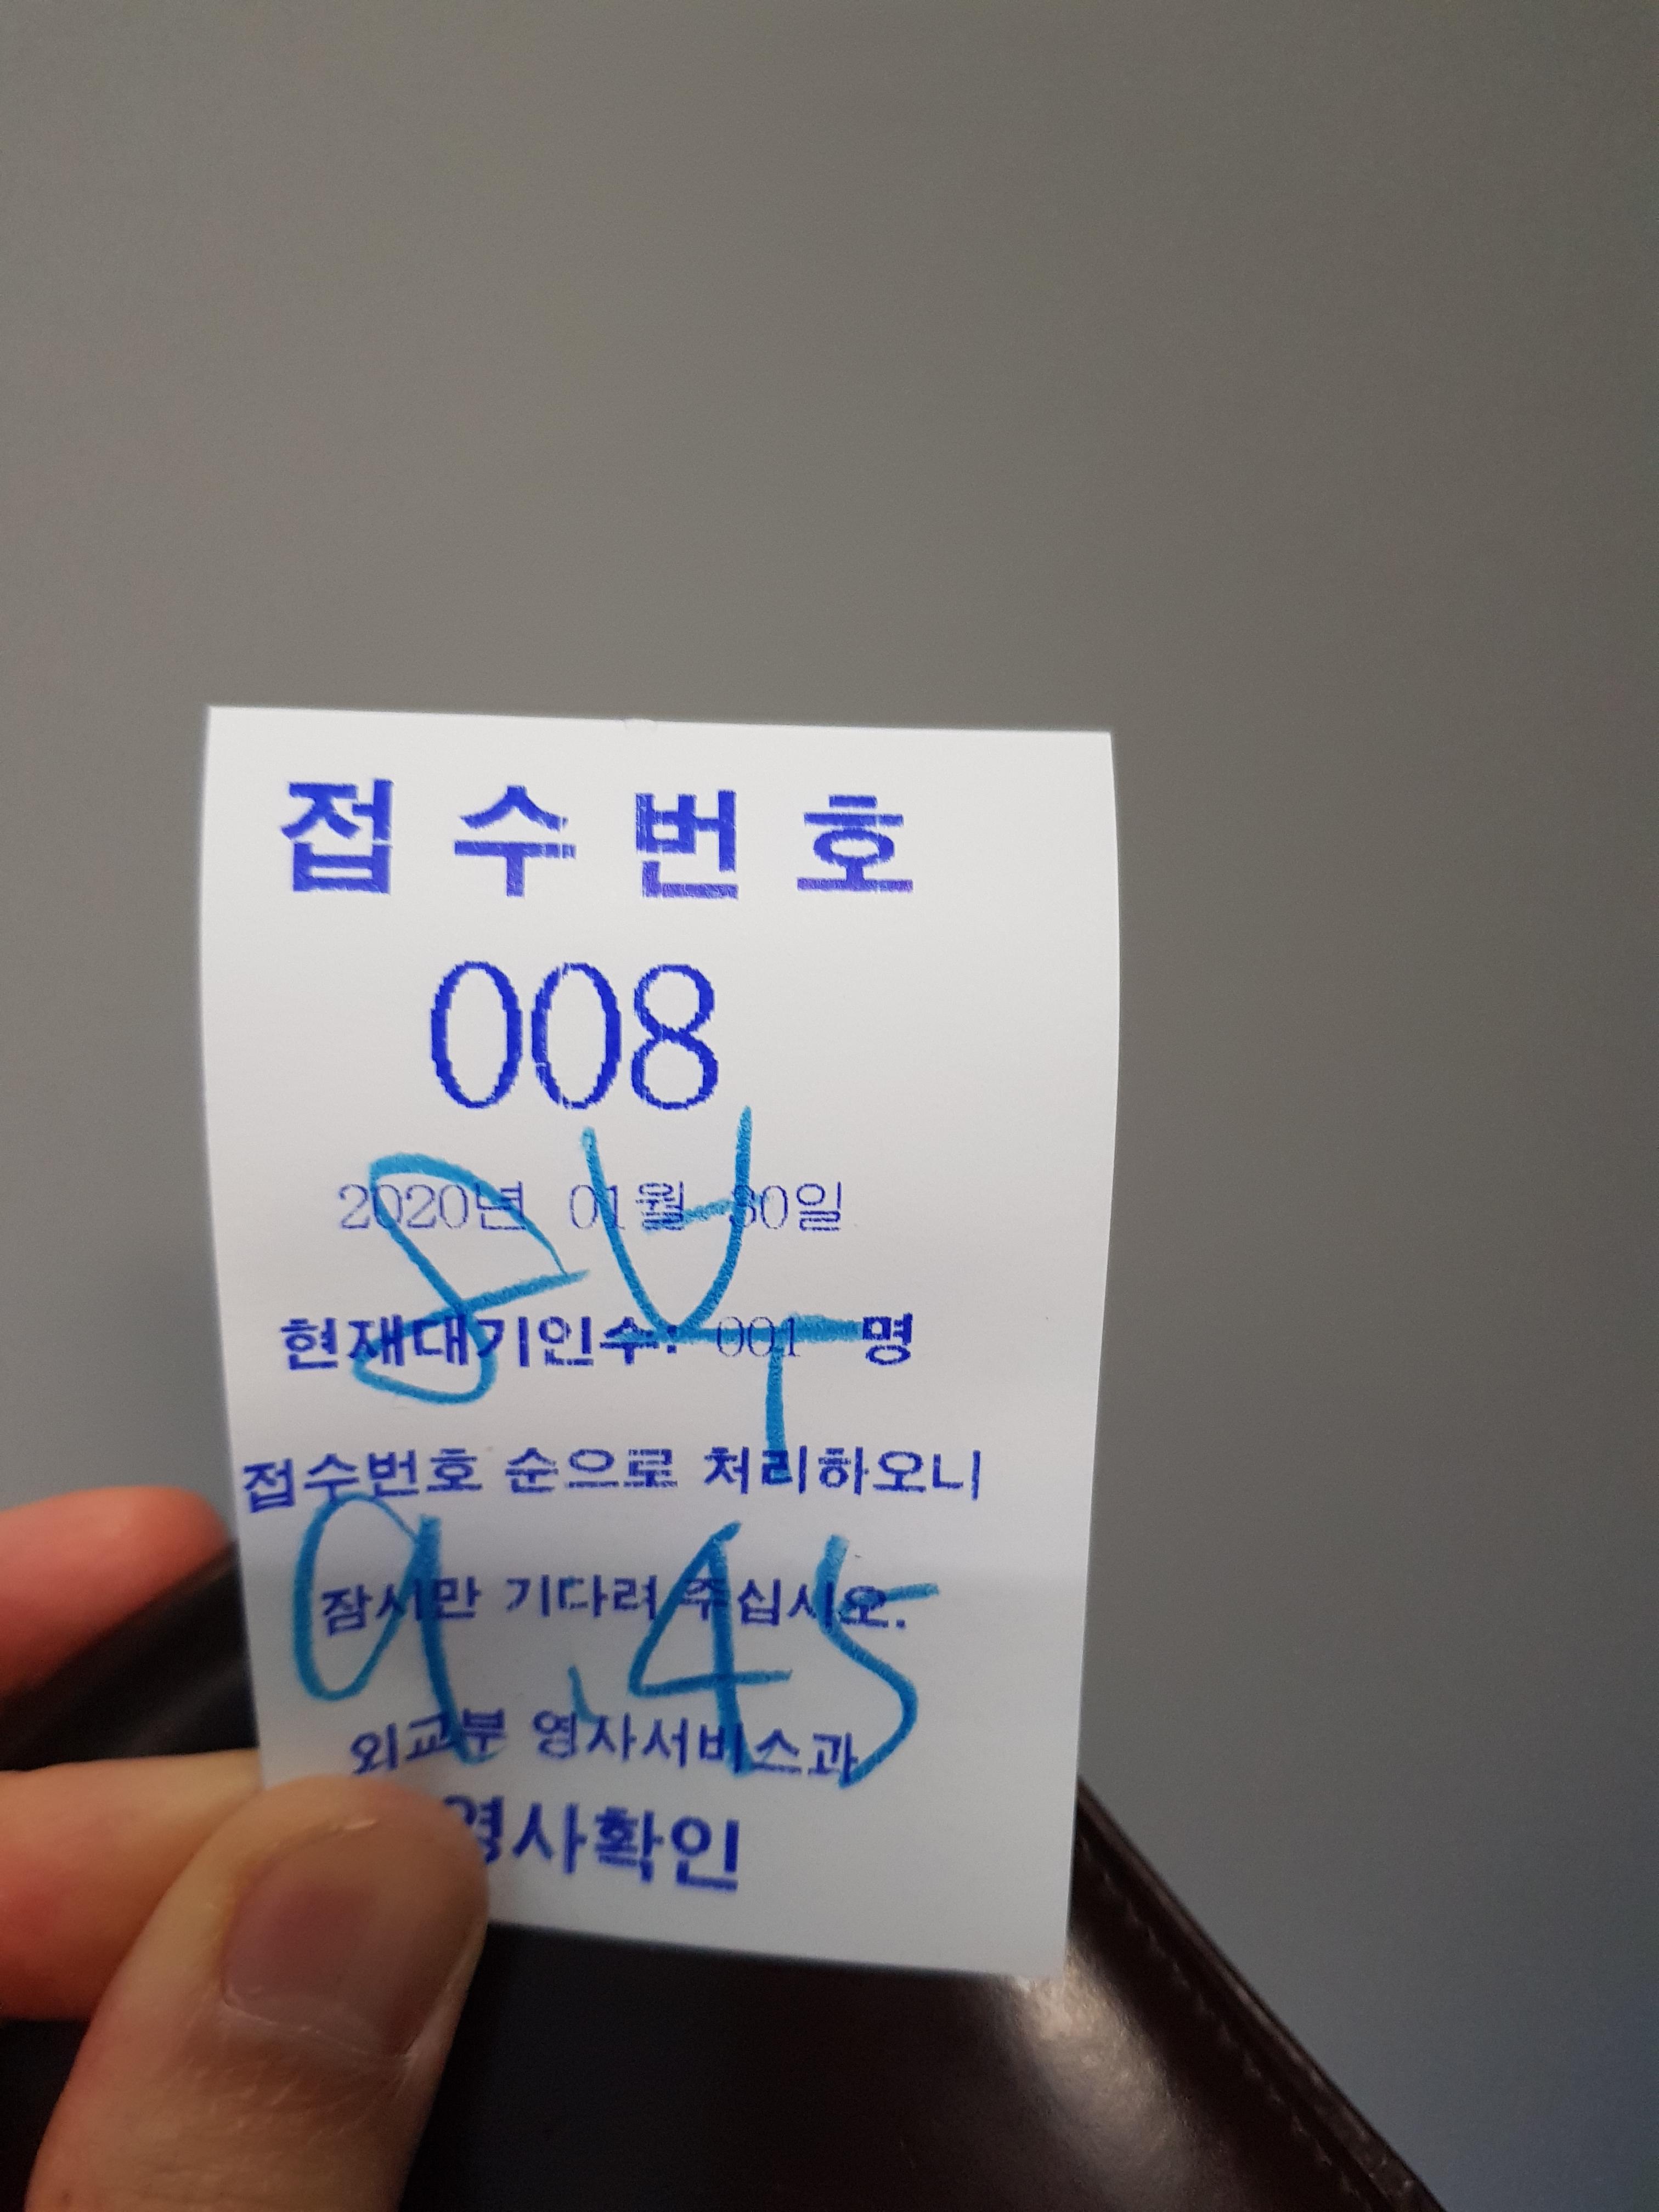 접수번호
008
2020년 01월 30일
현재대기인수: 001 명
접수번호 순으로 처리하오니
잠시만 기다려 주십시오.
외교부 영사서비스과
영사확인
9.45